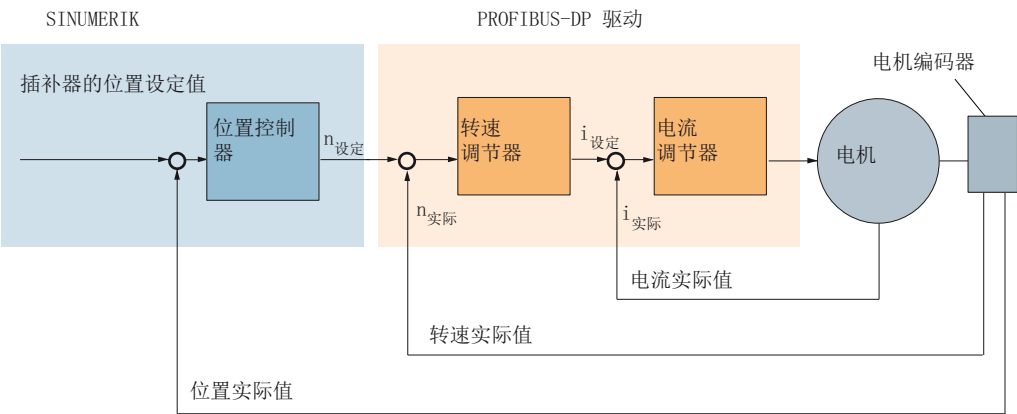 SINUMERIK
PROFIBUS-DP 驱动
电机编码器
插补器的位置设定值
位置控制
器
n设定
转速
调节器
i设定
电流
调节器
电机
n实际
i实际
电流实际值
转速实际值
位置实际值